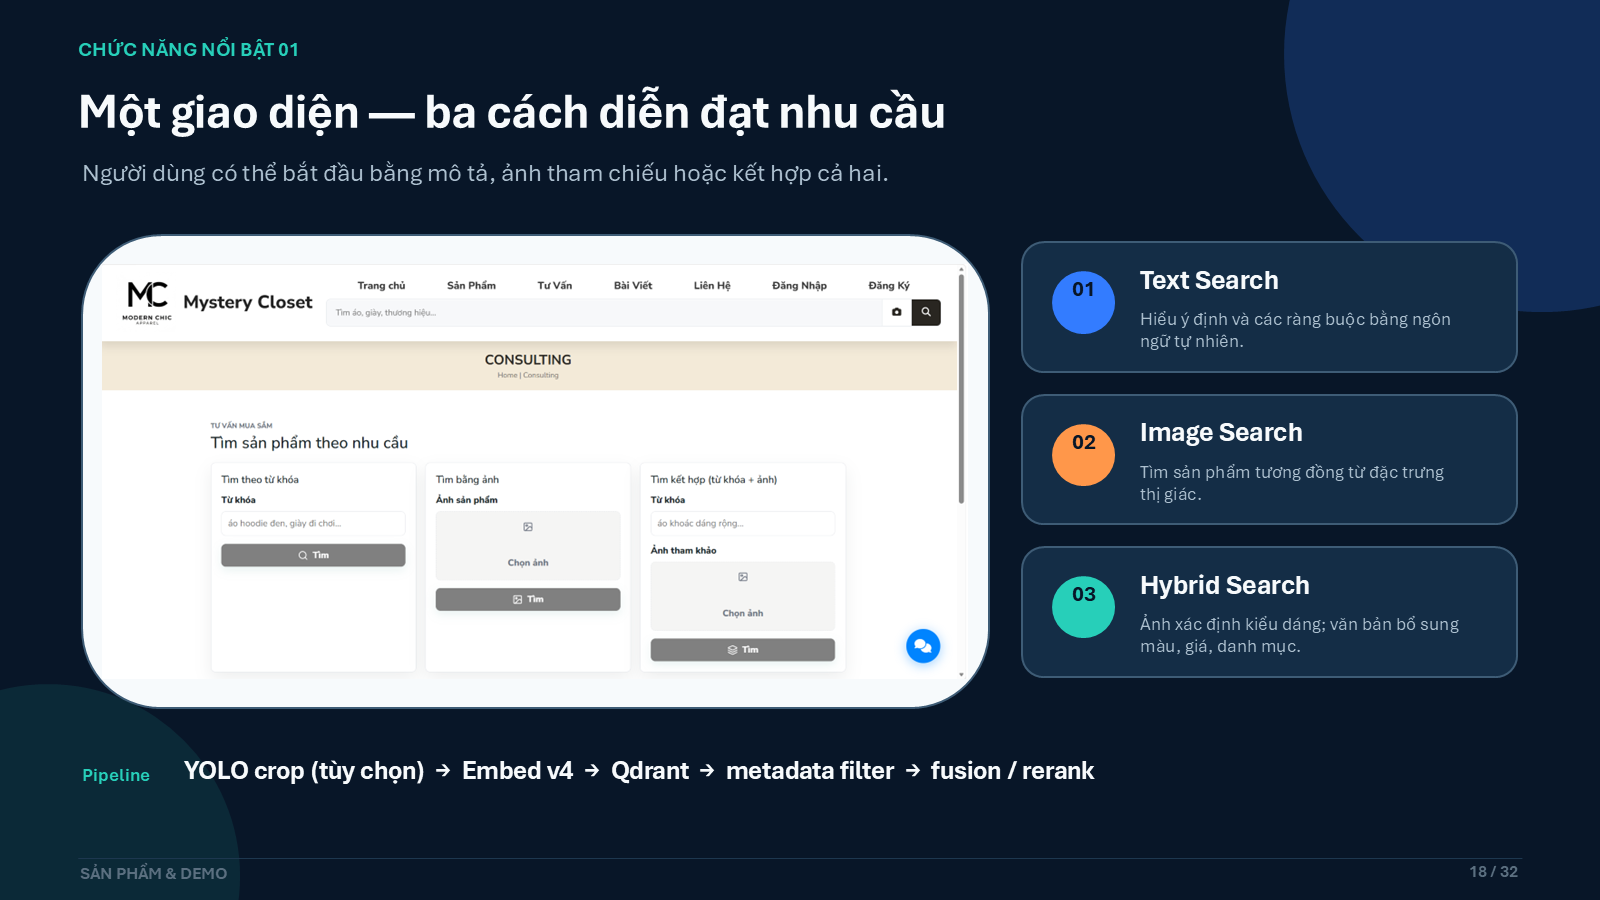 CHỨC NĂNG NỔI BẬT 01
Một giao diện — ba cách diễn đạt nhu cầu
Người dùng có thể bắt đầu bằng mô tả, ảnh tham chiếu hoặc kết hợp cả hai.
MC
MODERN CHIC
APPAREL
Mystery Closet
Trang chủ
Sản Phẩm
Tư Vấn
Bài Viết
Liên Hệ
Đăng Nhập
Đăng Ký
Tìm áo, giày, thương hiệu...
CONSULTING
Home | Consulting
TƯ VẤN MUA SẮM
Tìm sản phẩm theo nhu cầu
Tìm theo từ khóa
Từ khóa
áo hoodie đen, giày đi chơi...
Tìm
Tìm bằng ảnh
Ảnh sản phẩm
Chọn ảnh
Tìm
Tìm kết hợp (từ khóa + ảnh)
Từ khóa
áo khoác dáng rộng...
Ảnh tham khảo
Chọn ảnh
Tìm
01
Text Search
Hiểu ý định và các ràng buộc bằng ngôn
ngữ tự nhiên.
02
Image Search
Tìm sản phẩm tương đồng từ đặc trưng
thị giác.
03
Hybrid Search
Ảnh xác định kiểu dáng; văn bản bổ sung
màu, giá, danh mục.
Pipeline
YOLO crop (tùy chọn) → Embed v4 → Qdrant → metadata filter → fusion / rerank
SẢN PHẨM & DEMO
18 / 32